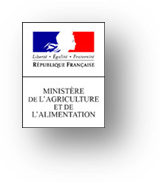 Liberté • Égalité • Fraternité
RÉPUBLIQUE FRANÇAISE
MINISTÈRE
DE L'AGRICULTURE
ET DE
L'ALIMENTATION